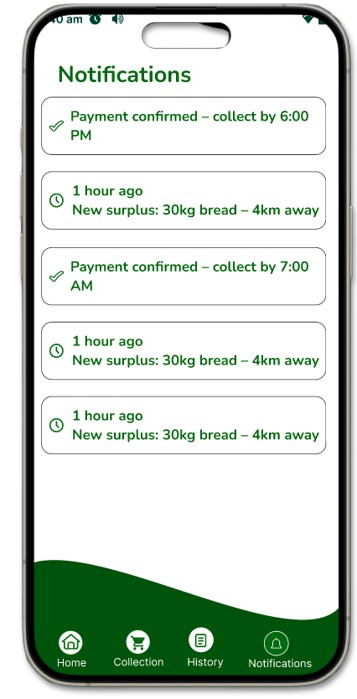 40 am
Notifications
Payment confirmed – collect by 6:00
PM
1 hour ago
New surplus: 30kg bread – 4km away
Payment confirmed – collect by 7:00
AM
1 hour ago
New surplus: 30kg bread – 4km away
1 hour ago
New surplus: 30kg bread – 4km away
Home
Collection
History
Notifications